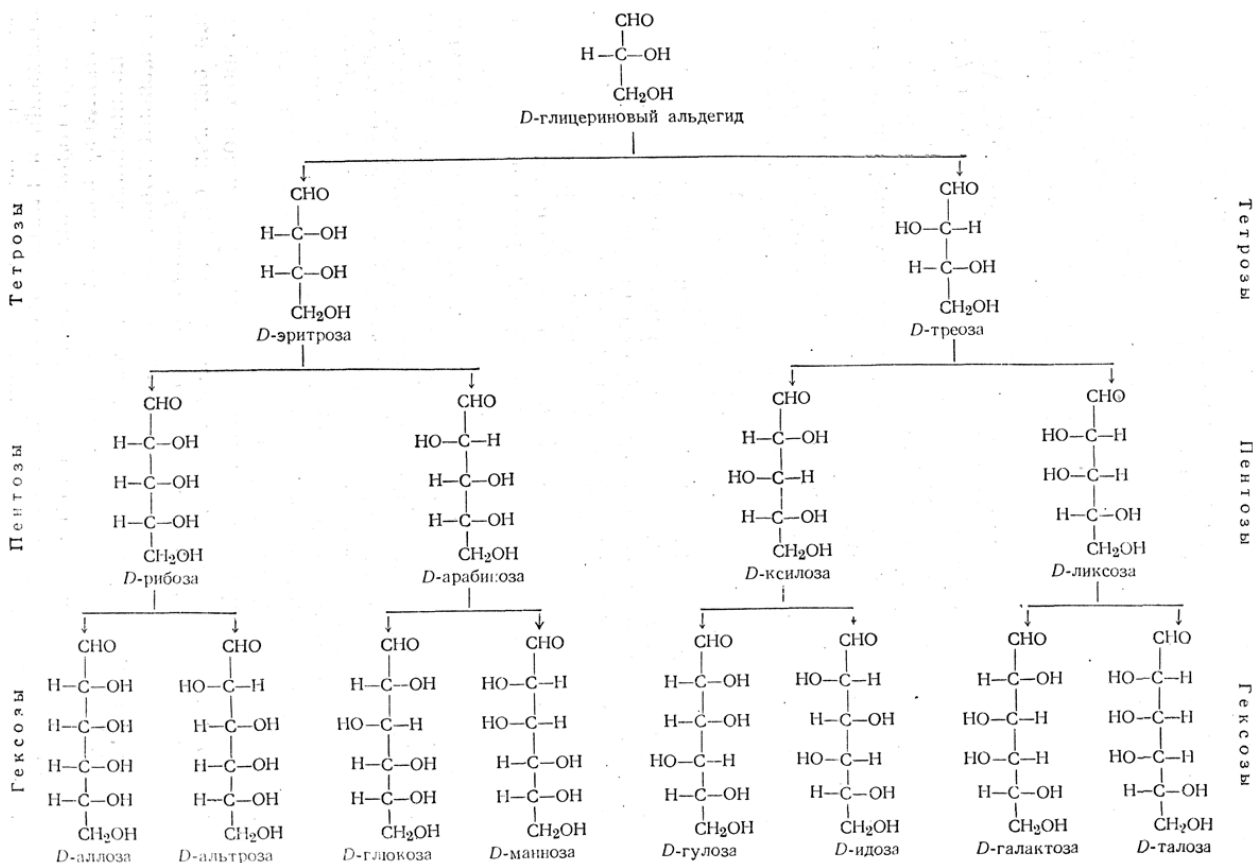 CHO
H—C—OH
CH₂OH
D-глицериновый альдегид
Тетрозы
CHO
H—C—OH
H—C—OH
CH₂OH
D-эритроза
CHO
HO—C—H
H—C—OH
CH₂OH
D-треоза
Тетрозы
Пентозы
CHO
H—C—OH
H—C—OH
H—C—OH
CH₂OH
D-рибоза
CHO
HO—C—H
H—C—OH
H—C—OH
CH₂OH
D-арабиноза
CHO
H—C—OH
HO—C—H
H—C—OH
CH₂OH
D-ксилоза
CHO
HO—C—H
HO—C—H
H—C—OH
CH₂OH
D-ликсоза
Пентозы
Гексозы
CHO
H—C—OH
H—C—OH
H—C—OH
H—C—OH
CH₂OH
D-аллоза
CHO
HO—C—H
H—C—OH
H—C—OH
H—C—OH
CH₂OH
D-альтроза
CHO
H—C—OH
HO—C—H
H—C—OH
H—C—OH
CH₂OH
D-глюкоза
CHO
HO—C—H
HO—C—H
H—C—OH
H—C—OH
CH₂OH
D-манноза
CHO
H—C—OH
H—C—OH
HO—C—H
H—C—OH
CH₂OH
D-гулоза
CHO
HO—C—H
H—C—OH
HO—C—H
H—C—OH
CH₂OH
D-идоза
CHO
H—C—OH
HO—C—H
HO—C—H
H—C—OH
CH₂OH
D-галактоза
CHO
HO—C—H
HO—C—H
HO—C—H
H—C—OH
CH₂OH
D-талоза
Гексозы